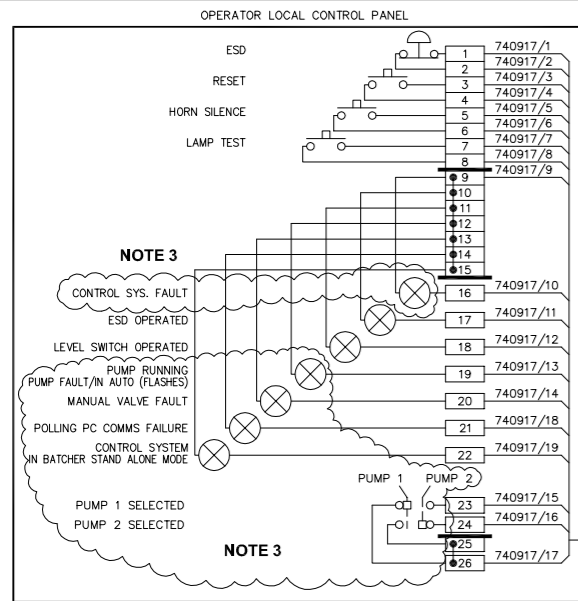 OPERATOR LOCAL CONTROL PANEL
ESD
1 740917/1
2 740917/2
RESET
3 740917/3
4 740917/4
HORN SILENCE
5 740917/5
6 740917/6
LAMP TEST
7 740917/7
8 740917/8
9 740917/9
10
11
12
13
14
15
NOTE 3
CONTROL SYS. FAULT 16 740917/10
ESD OPERATED 17 740917/11
LEVEL SWITCH OPERATED 18 740917/12
PUMP RUNNING
PUMP FAULT/IN AUTO (FLASHES) 19 740917/13
MANUAL VALVE FAULT 20 740917/14
POLLING PC COMMS FAILURE 21 740917/18
CONTROL SYSTEM
IN BATCHER STAND ALONE MODE 22 740917/19
PUMP 1 PUMP 2
PUMP 1 SELECTED 23 740917/15
PUMP 2 SELECTED 24 740917/16
25
NOTE 3
26 740917/17